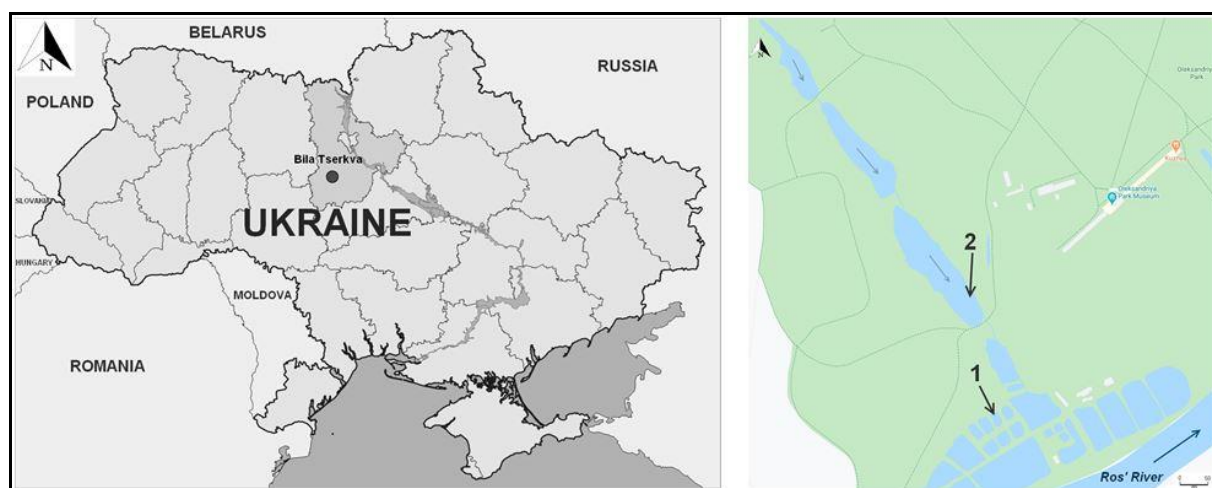 N
BELARUS
RUSSIA
POLAND
Bila Tserkva
SLOVAKIA
UKRAINE
HUNGARY
MOLDOVA
ROMANIA
N
Oleksandriya
Park
Oleksandriya
Park Museum
2
1
Ros' River
0